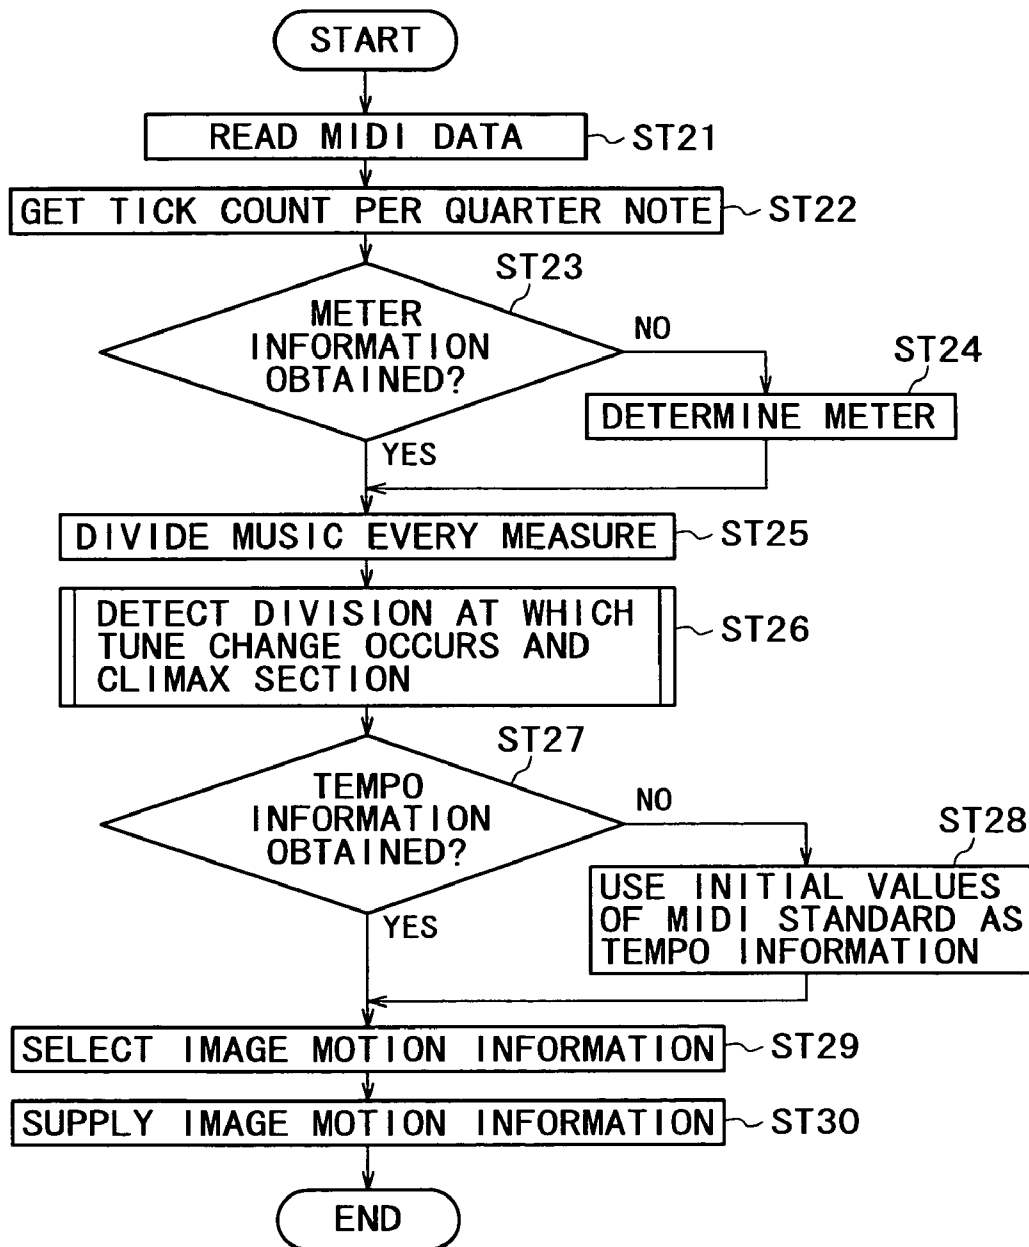 START
READ MIDI DATA
ST21
GET TICK COUNT PER QUARTER NOTE
ST22
ST23
METER
INFORMATION
OBTAINED?
NO
ST24
DETERMINE METER
YES
DIVIDE MUSIC EVERY MEASURE
ST25
DETECT DIVISION AT WHICH
TUNE CHANGE OCCURS AND
CLIMAX SECTION
ST26
ST27
TEMPO
INFORMATION
OBTAINED?
NO
ST28
USE INITIAL VALUES
OF MIDI STANDARD AS
TEMPO INFORMATION
YES
SELECT IMAGE MOTION INFORMATION
ST29
SUPPLY IMAGE MOTION INFORMATION
ST30
END